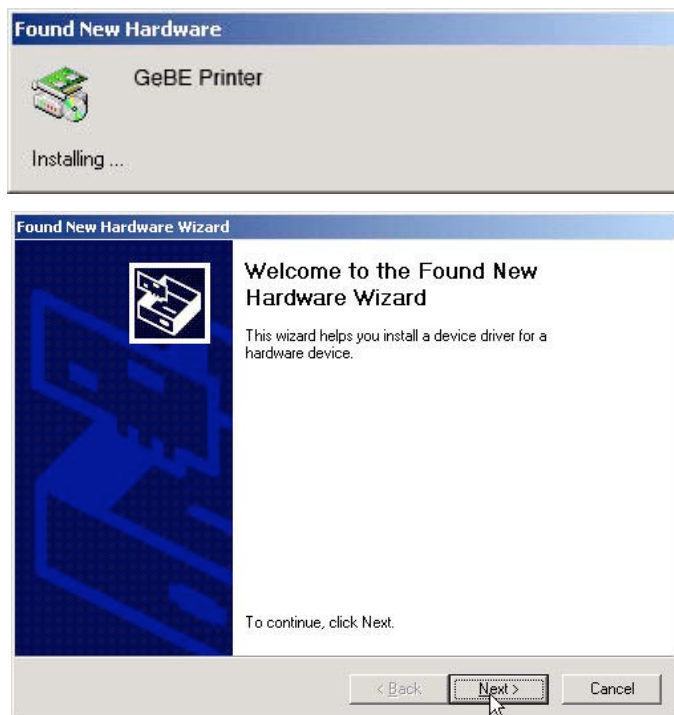 Found New Hardware
GeBE Printer
Installing ...
Found New Hardware Wizard
Welcome to the Found New
Hardware Wizard
This wizard helps you install a device driver for a
hardware device.
To continue, click Next.
< Back
Next >
Cancel